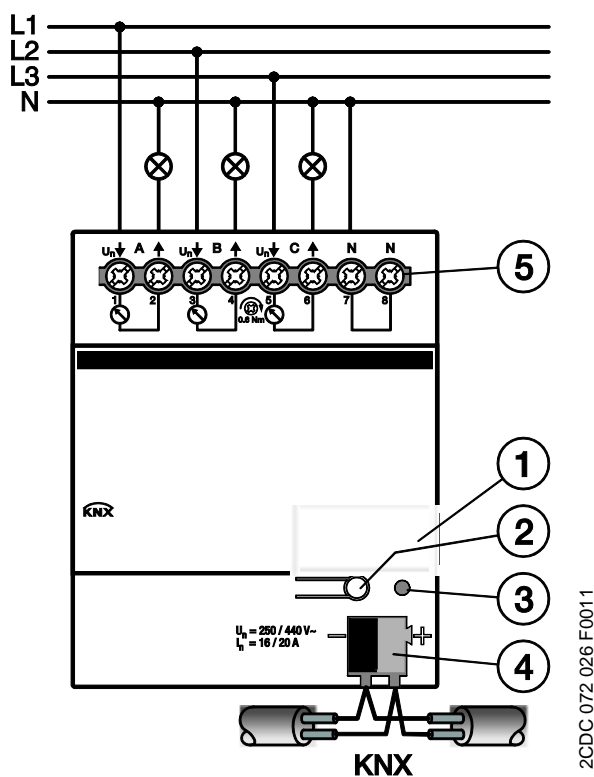 L1
L2
L3
N
Un A Un B Un C N N
1 2 3 4 5 6 7 8
0.6 Nm
5
1
KNX
2
3
Un = 250 / 440 V~
In = 16 / 20 A
− +
4
KNX
2CDC 072 026 F0011